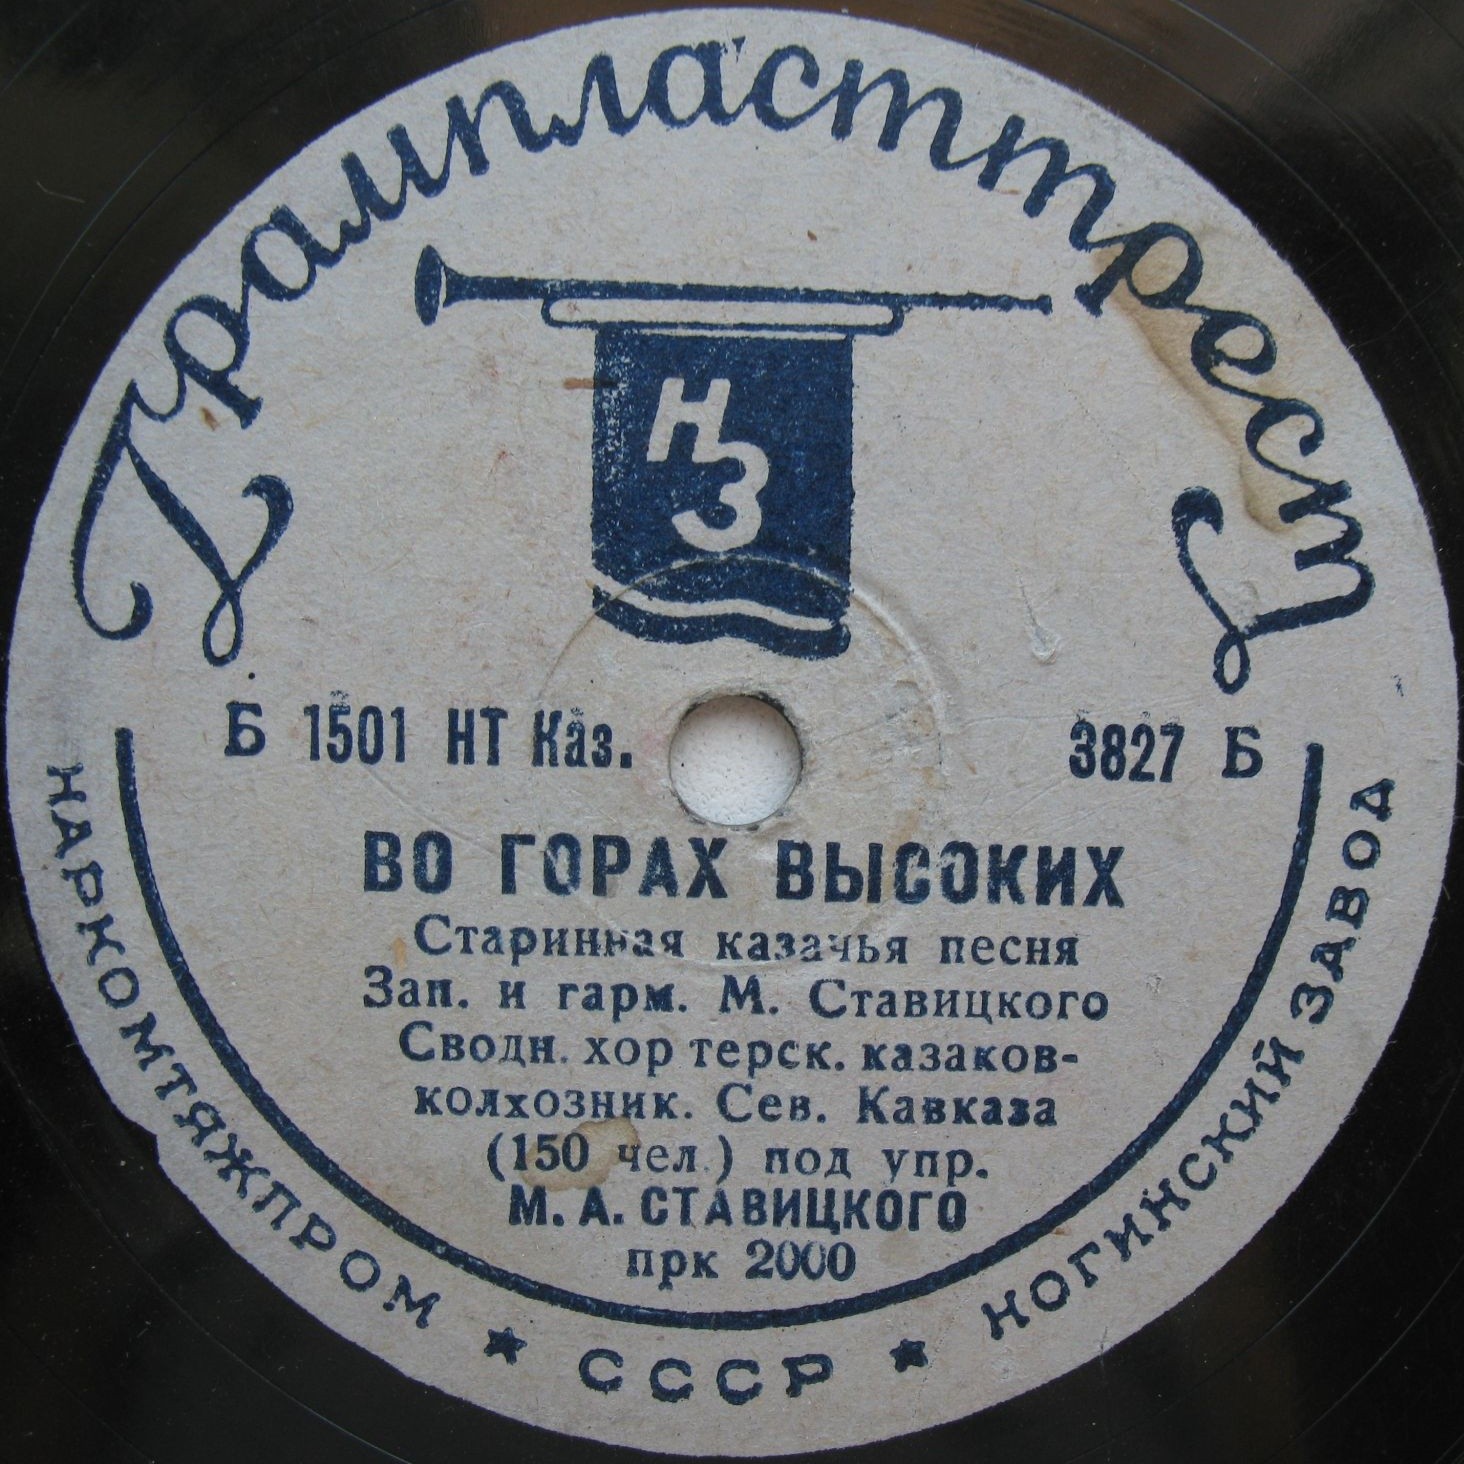 Грампласттрест
НЗ
Б 1501 НТ Каз.
3827 Б
ВО ГОРАХ ВЫСОКИХ
Старинная казачья песня
Зап. и гарм. М. Ставицкого
Сводн. хор терск. казаков-
колхозник. Сев. Кавказа
(150 чел.) под упр.
М. А. СТАВИЦКОГО
прк 2000
НАРКОМТЯЖПРОМ ★ СССР ★ НОГИНСКИЙ ЗАВОД